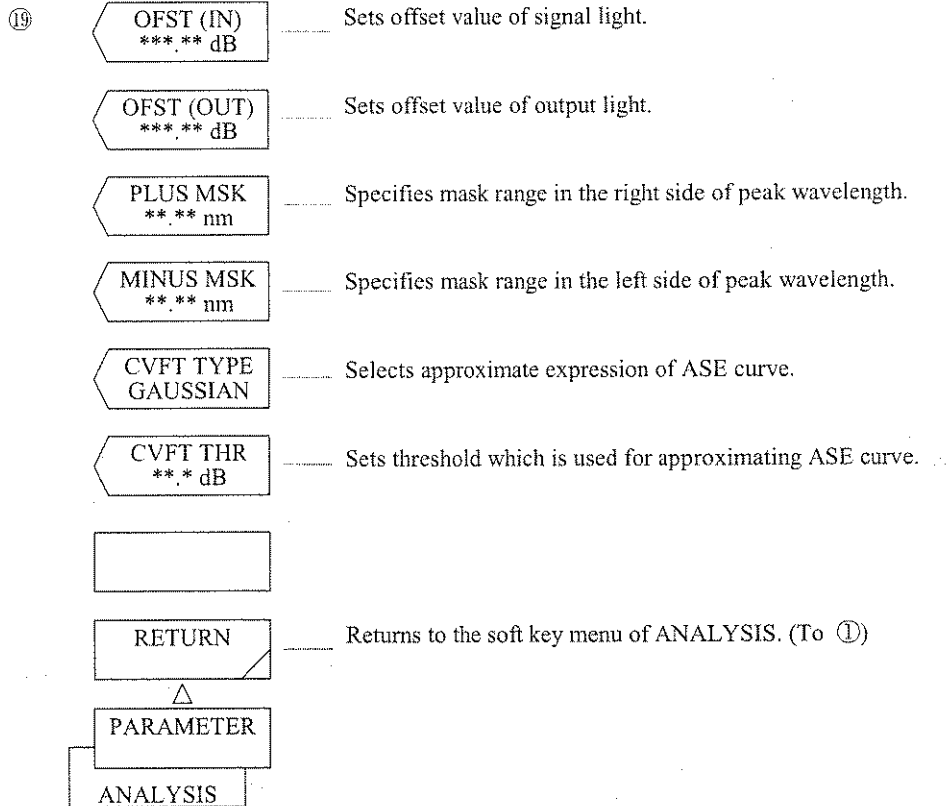 ⑲
OFST (IN)
***.** dB
Sets offset value of signal light.
OFST (OUT)
***.** dB
Sets offset value of output light.
PLUS MSK
**.** nm
Specifies mask range in the right side of peak wavelength.
MINUS MSK
**.** nm
Specifies mask range in the left side of peak wavelength.
CVFT TYPE
GAUSSIAN
Selects approximate expression of ASE curve.
CVFT THR
**.* dB
Sets threshold which is used for approximating ASE curve.
RETURN
Returns to the soft key menu of ANALYSIS. (To ①)
PARAMETER
ANALYSIS